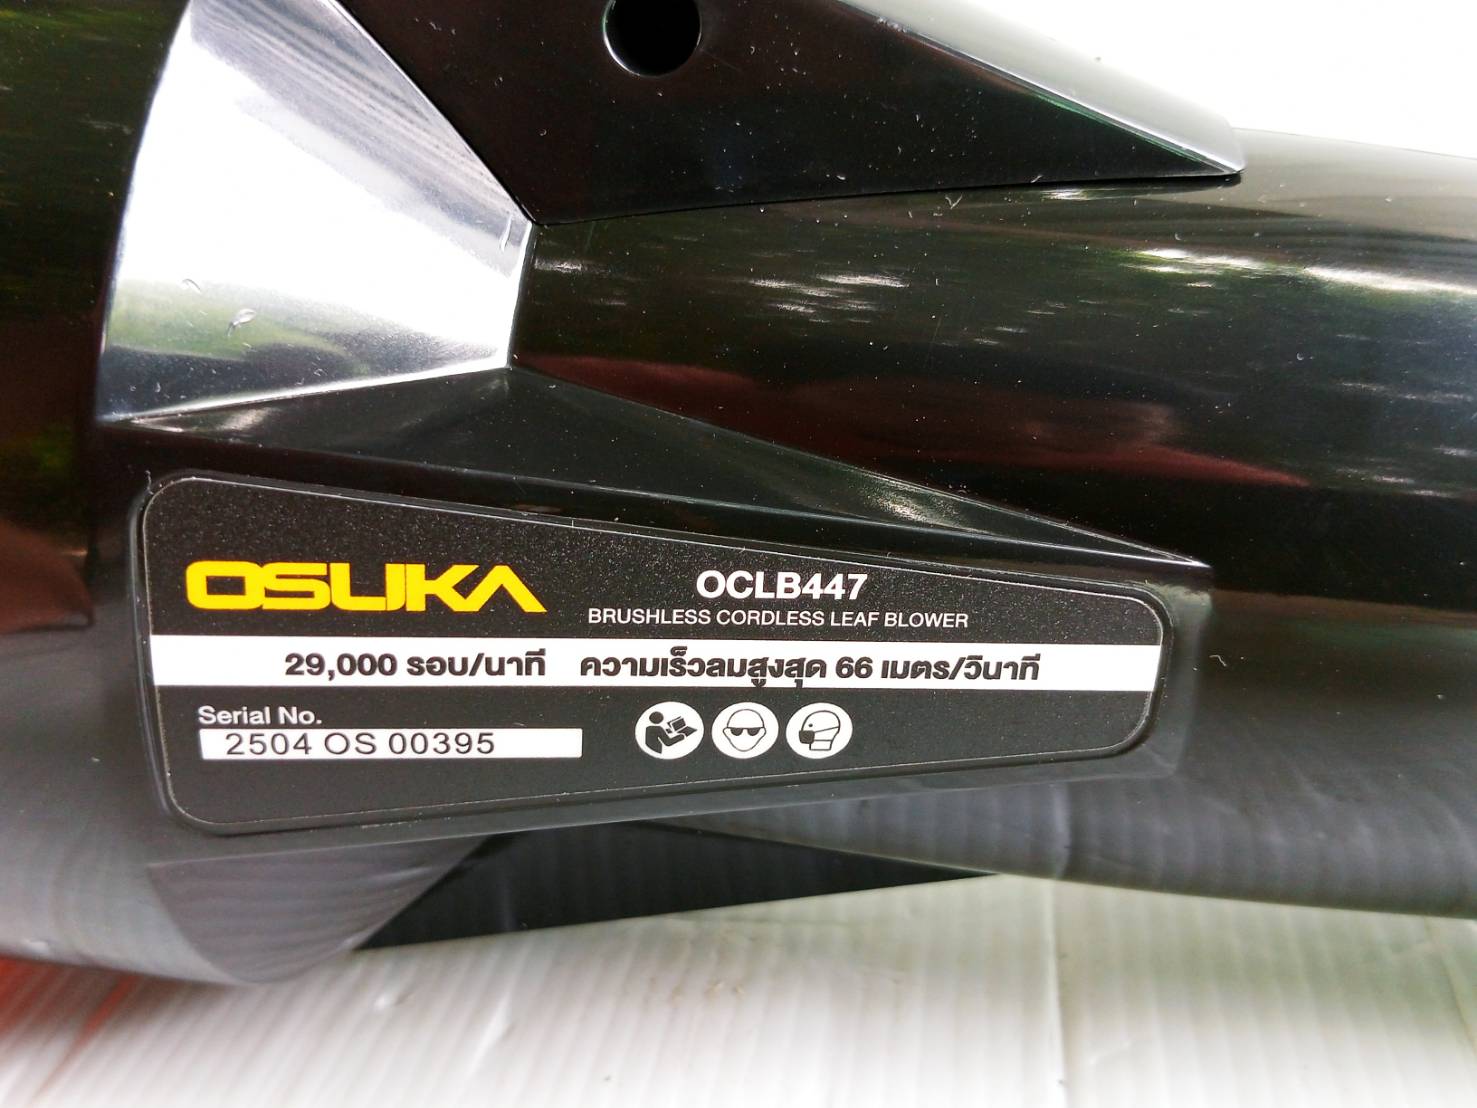 OSUKA
OCLB447
BRUSHLESS CORDLESS LEAF BLOWER
29,000 รอบ/นาที ความเร็วลมสูงสุด 66 เมตร/วินาที
Serial No.
2504 OS 00395